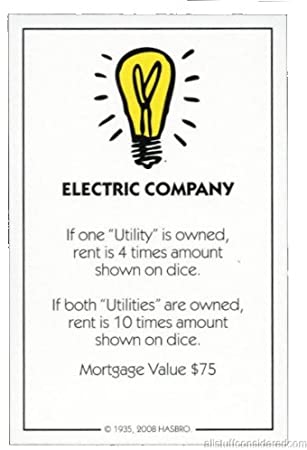 ELECTRIC COMPANY
If one "Utility" is owned,
rent is 4 times amount
shown on dice.
If both "Utilities" are owned,
rent is 10 times amount
shown on dice.
Mortgage Value $75
© 1935, 2008 HASBRO.
allstuffconsidered.com